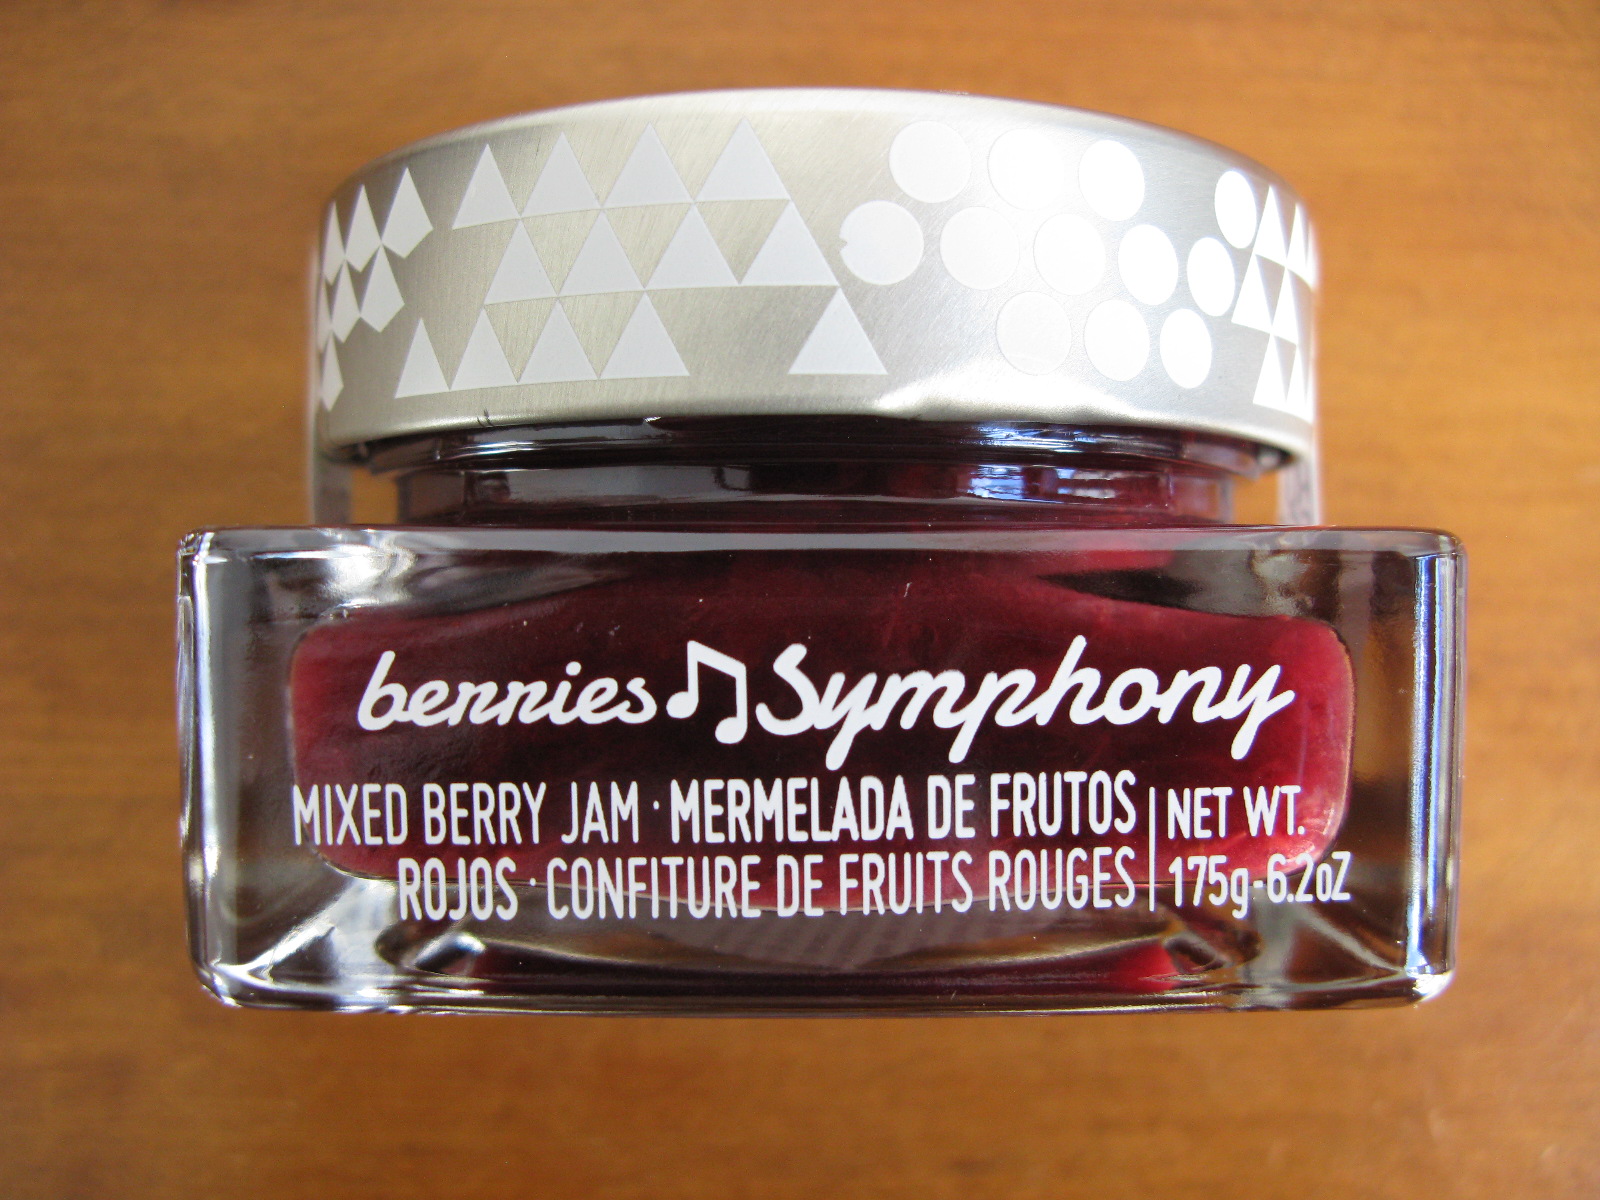 berries Symphony
MIXED BERRY JAM · MERMELADA DE FRUTOS
ROJOS · CONFITURE DE FRUITS ROUGES
NET WT.
175g-6.2oZ